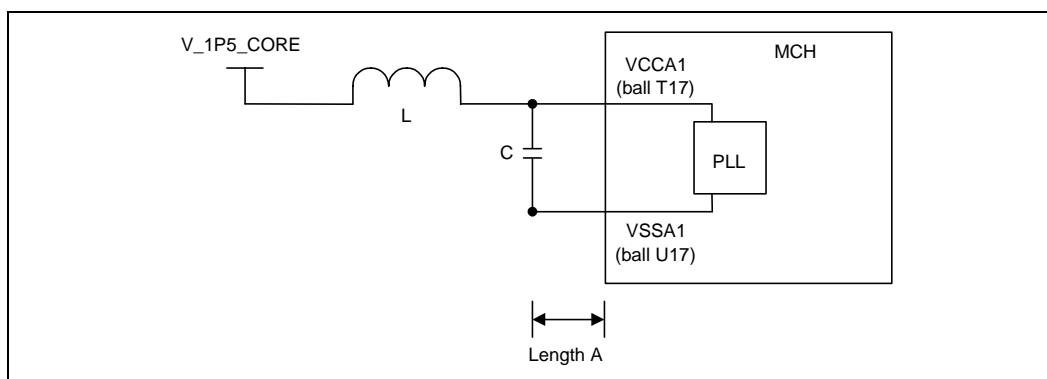 V_1P5_CORE
MCH
VCCA1
(ball T17)
L
C
PLL
VSSA1
(ball U17)
Length A